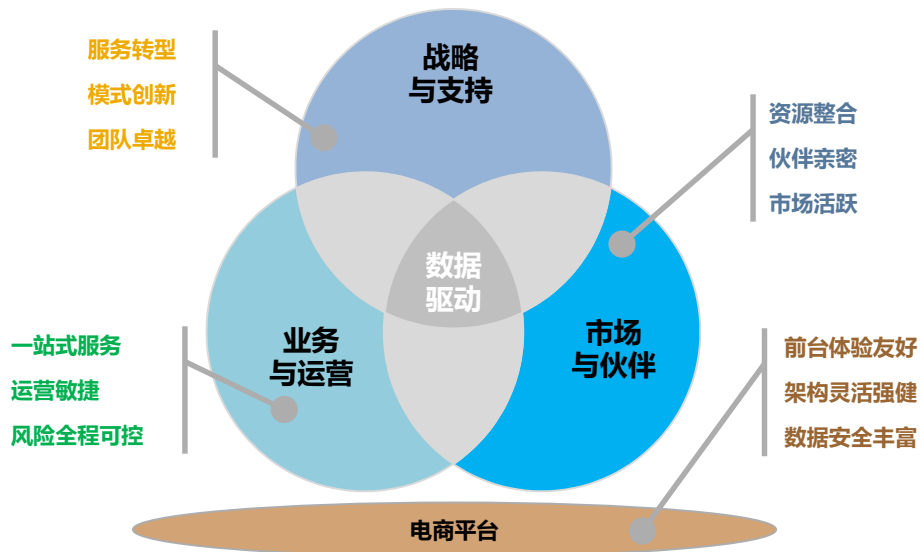 服务转型
模式创新
团队卓越
战略
与支持
资源整合
伙伴亲密
市场活跃
数据
驱动
一站式服务
运营敏捷
风险全程可控
业务
与运营
市场
与伙伴
前台体验友好
架构灵活强健
数据安全丰富
电商平台